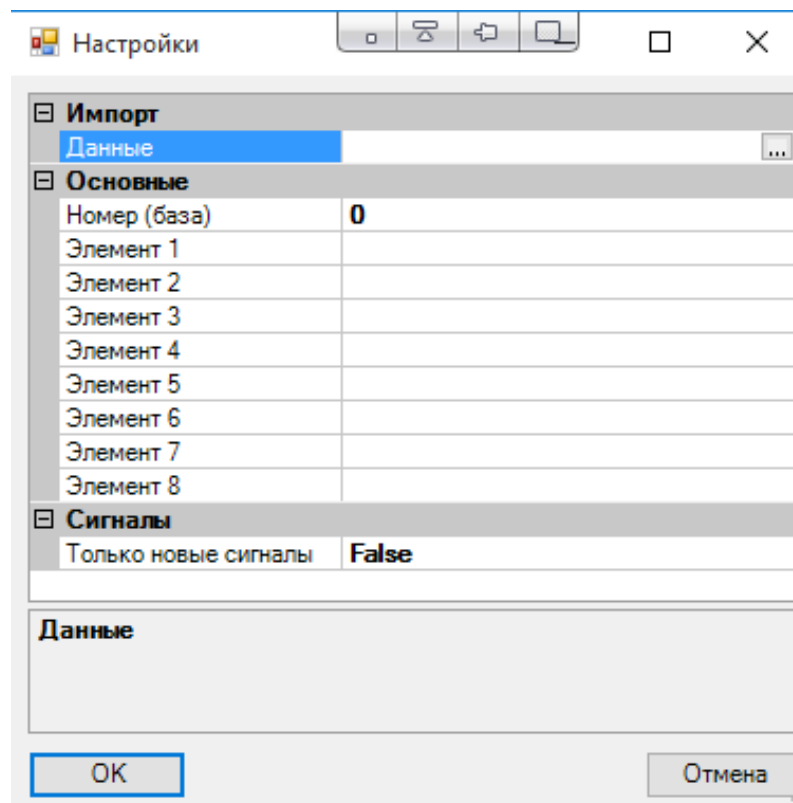 Настройки
Импорт
Данные ...
Основные
Номер (база) 0
Элемент 1
Элемент 2
Элемент 3
Элемент 4
Элемент 5
Элемент 6
Элемент 7
Элемент 8
Сигналы
Только новые сигналы False
Данные
OK Отмена